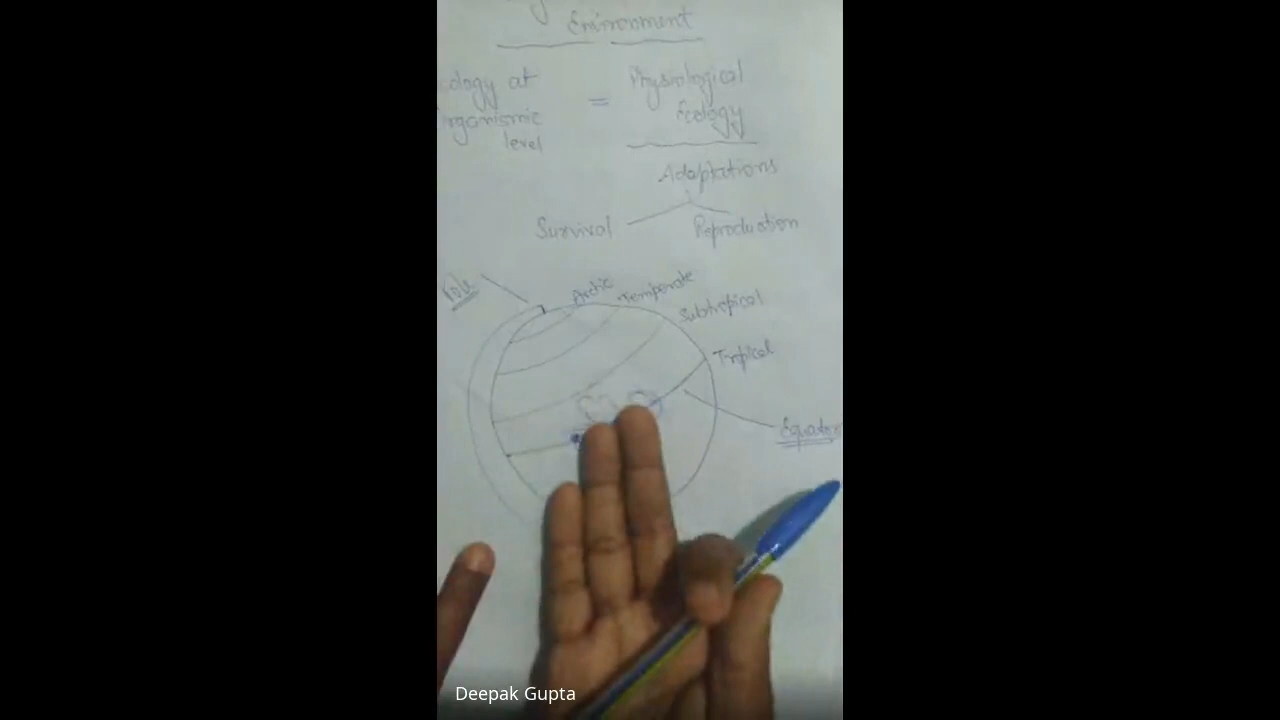 Environment
Ecology at
Organismic
level
=
Physiological
Ecology
Adaptations
Survival
Reproduction
Pole
Arctic
Temperate
Subtropical
Tropical
Equator
Deepak Gupta